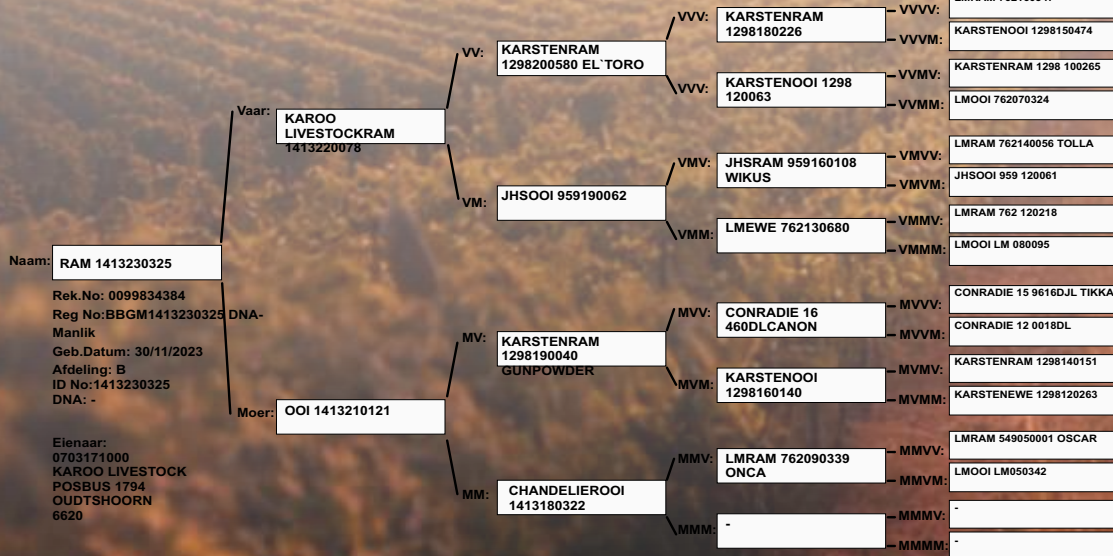 Naam:
RAM 1413230325
Rek.No: 0099834384
Reg No:BBGM1413230325 DNA-
Manlik
Geb.Datum: 30/11/2023
Afdeling: B
ID No:1413230325
DNA: -
Eienaar:
0703171000
KAROO LIVESTOCK
POSBUS 1794
OUDTSHOORN
6620
Vaar:
KAROO
LIVESTOCKRAM
1413220078
Moer:
OOI 1413210121
VV:
KARSTENRAM
1298200580 EL`TORO
VM:
JHSOOI 959190062
MV:
KARSTENRAM
1298190040
GUNPOWDER
MM:
CHANDELIEROOI
1413180322
VVV:
KARSTENRAM
1298180226
VVV:
KARSTENOOI 1298
120063
VMV:
JHSRAM 959160108
WIKUS
VMM:
LMEWE 762130680
MVV:
CONRADIE 16
460DLCANON
MVM:
KARSTENOOI
1298160140
MMV:
LMRAM 762090339
ONCA
MMM:
-
VVVV:
VVVM:
KARSTENOOI 1298150474
VVMV:
KARSTENRAM 1298 100265
VVMM:
LMOOI 762070324
VMVV:
LMRAM 762140056 TOLLA
VMVM:
JHSOOI 959 120061
VMMV:
LMRAM 762 120218
VMMM:
LMOOI LM 080095
MVVV:
CONRADIE 15 9616DJL TIKKA
MVVM:
CONRADIE 12 0018DL
MVMV:
KARSTENRAM 1298140151
MVMM:
KARSTENEWE 1298120263
MMVV:
LMRAM 549050001 OSCAR
MMVM:
LMOOI LM050342
MMMV:
-
MMMM:
-